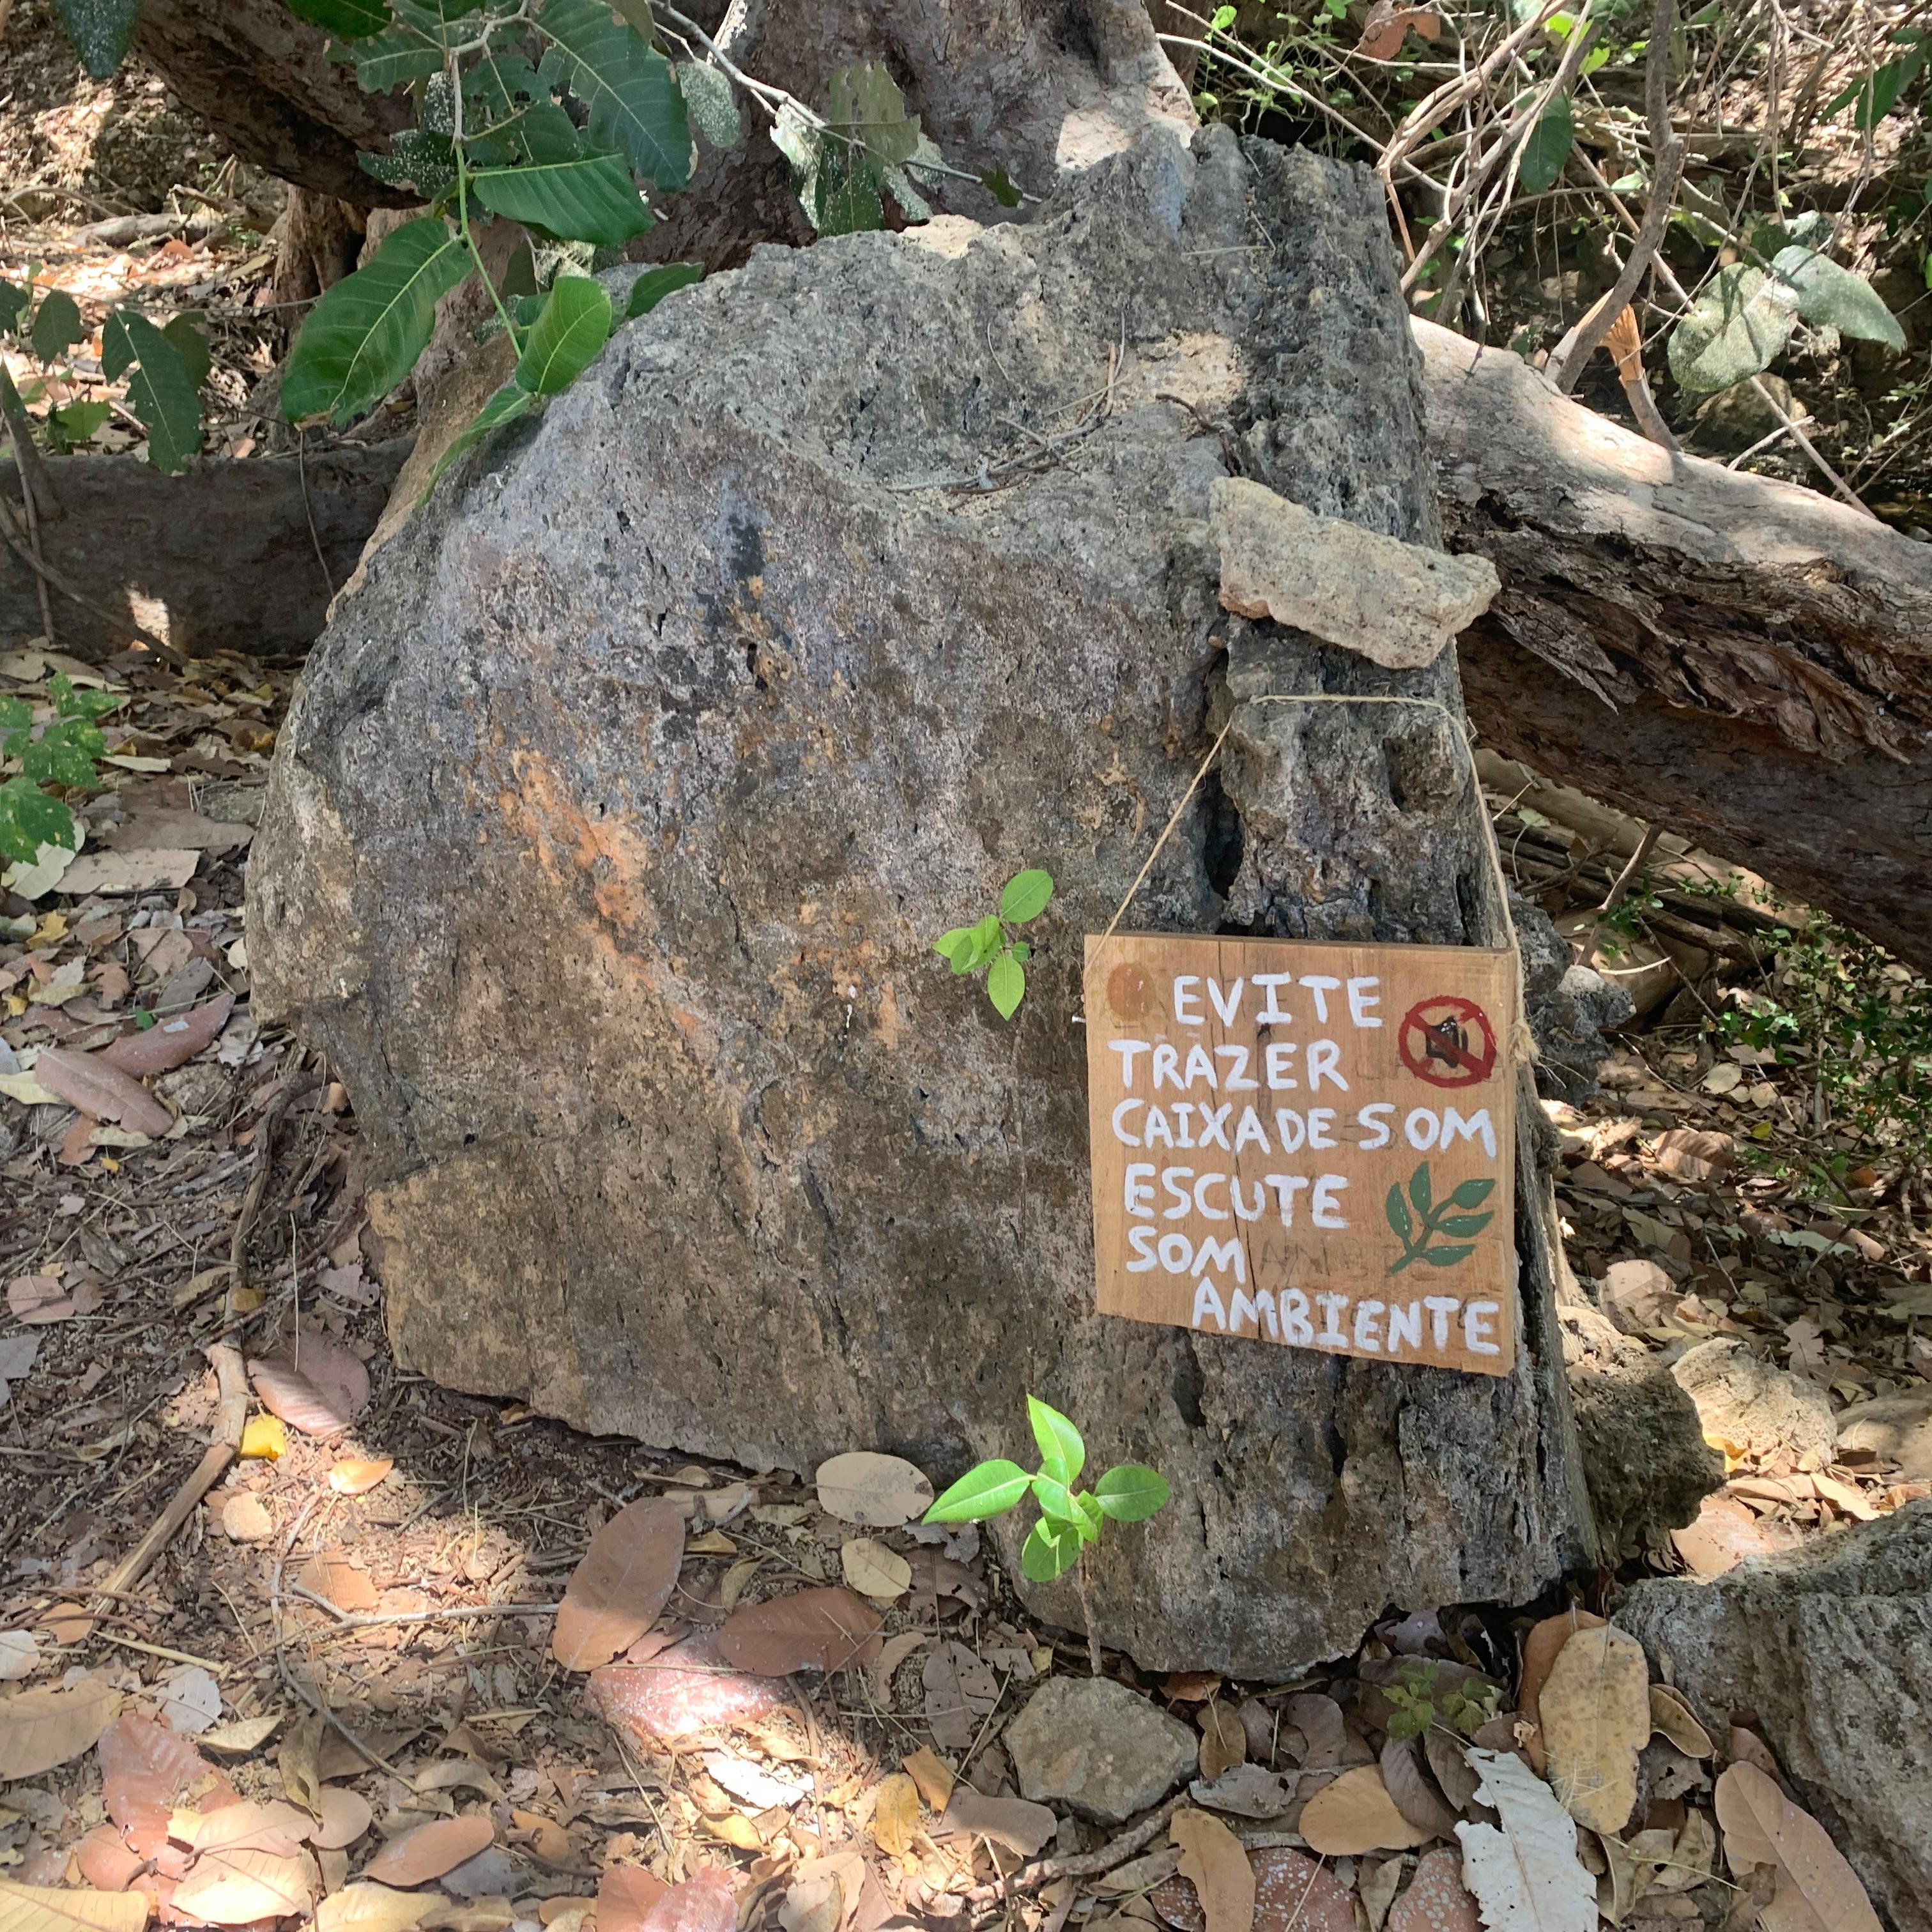 EVITE
TRAZER
CAIXA DE SOM
ESCUTE
SOM
AMBIENTE